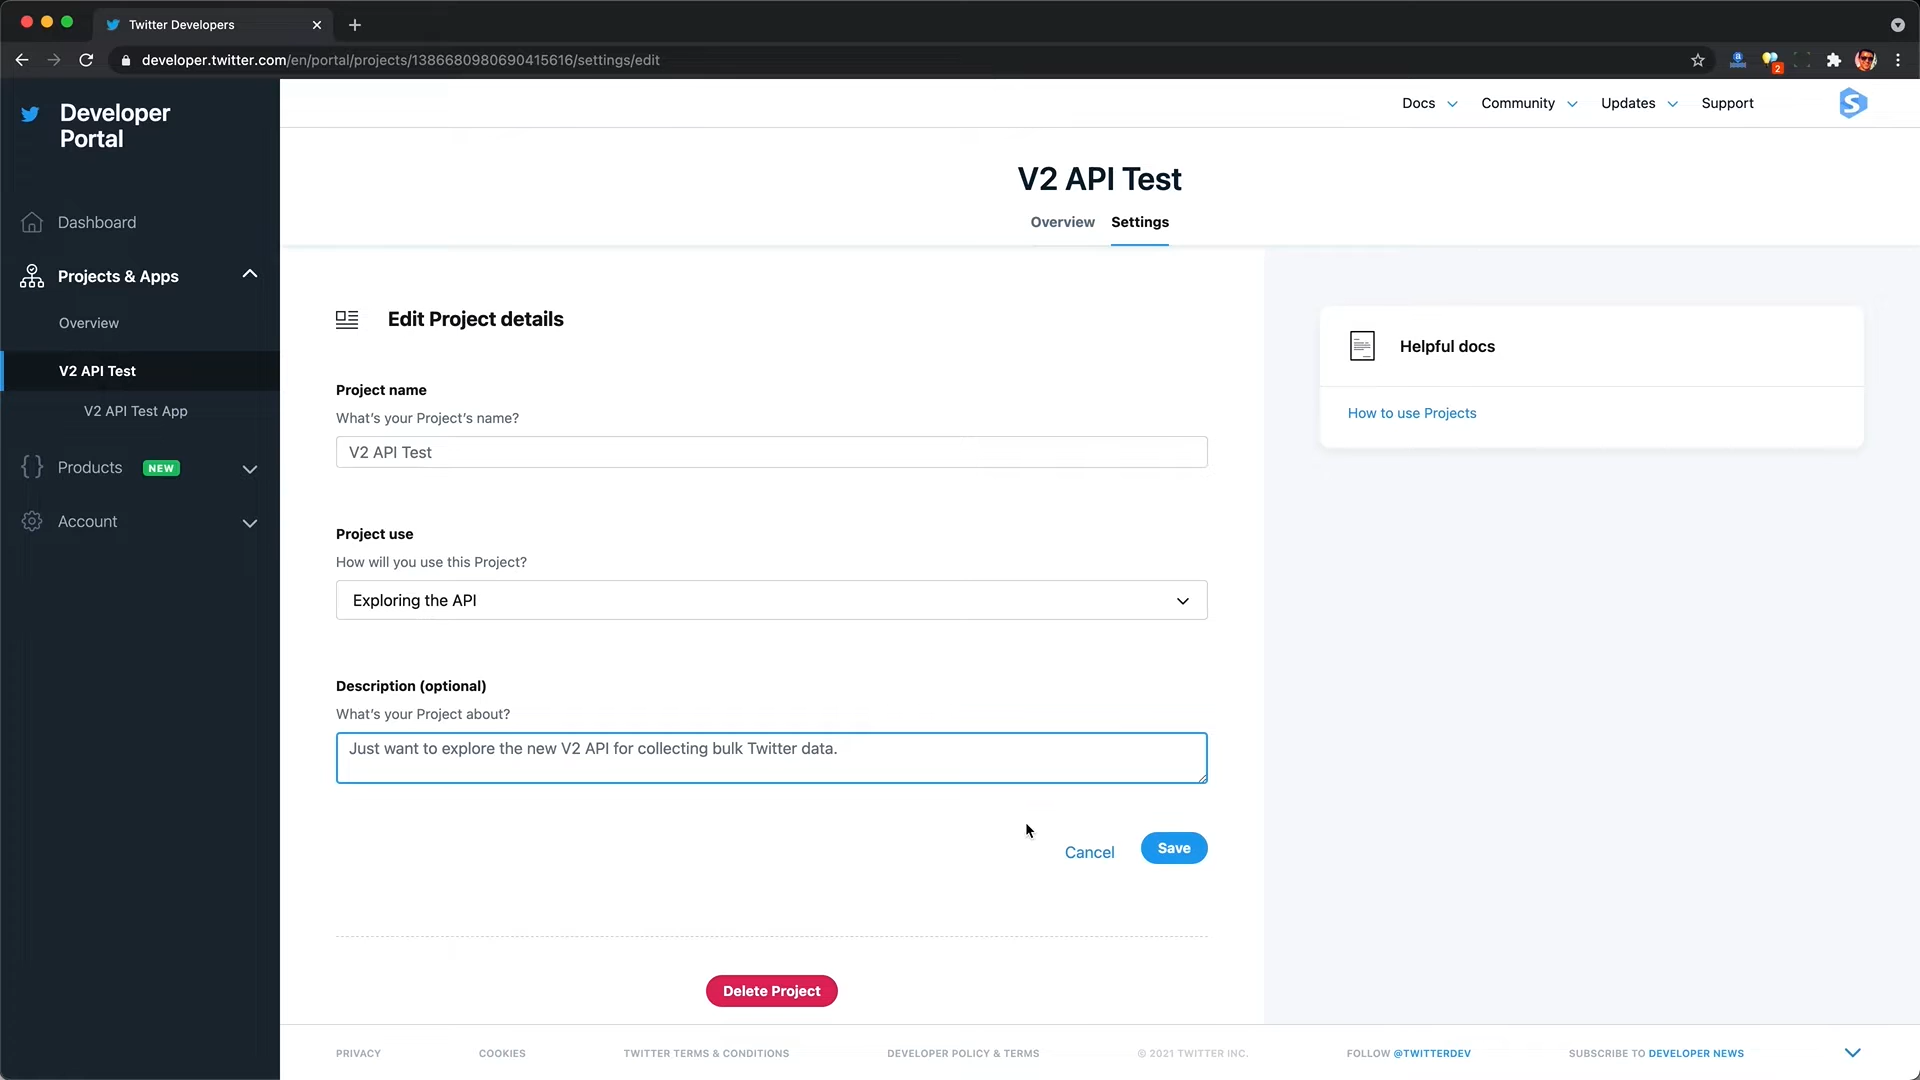 Twitter Developers
developer.twitter.com/en/portal/projects/1386680980690415616/settings/edit
2
Developer
Portal
Dashboard
Projects & Apps
Overview
V2 API Test
V2 API Test App
Products NEW
Account
Docs Community Updates Support
S
V2 API Test
Overview Settings
Edit Project details
Project name
What's your Project's name?
V2 API Test
Project use
How will you use this Project?
Exploring the API
Description (optional)
What's your Project about?
Just want to explore the new V2 API for collecting bulk Twitter data.
Cancel Save
Delete Project
Helpful docs
How to use Projects
PRIVACY COOKIES TWITTER TERMS & CONDITIONS DEVELOPER POLICY & TERMS © 2021 TWITTER INC. FOLLOW @TWITTERDEV SUBSCRIBE TO DEVELOPER NEWS